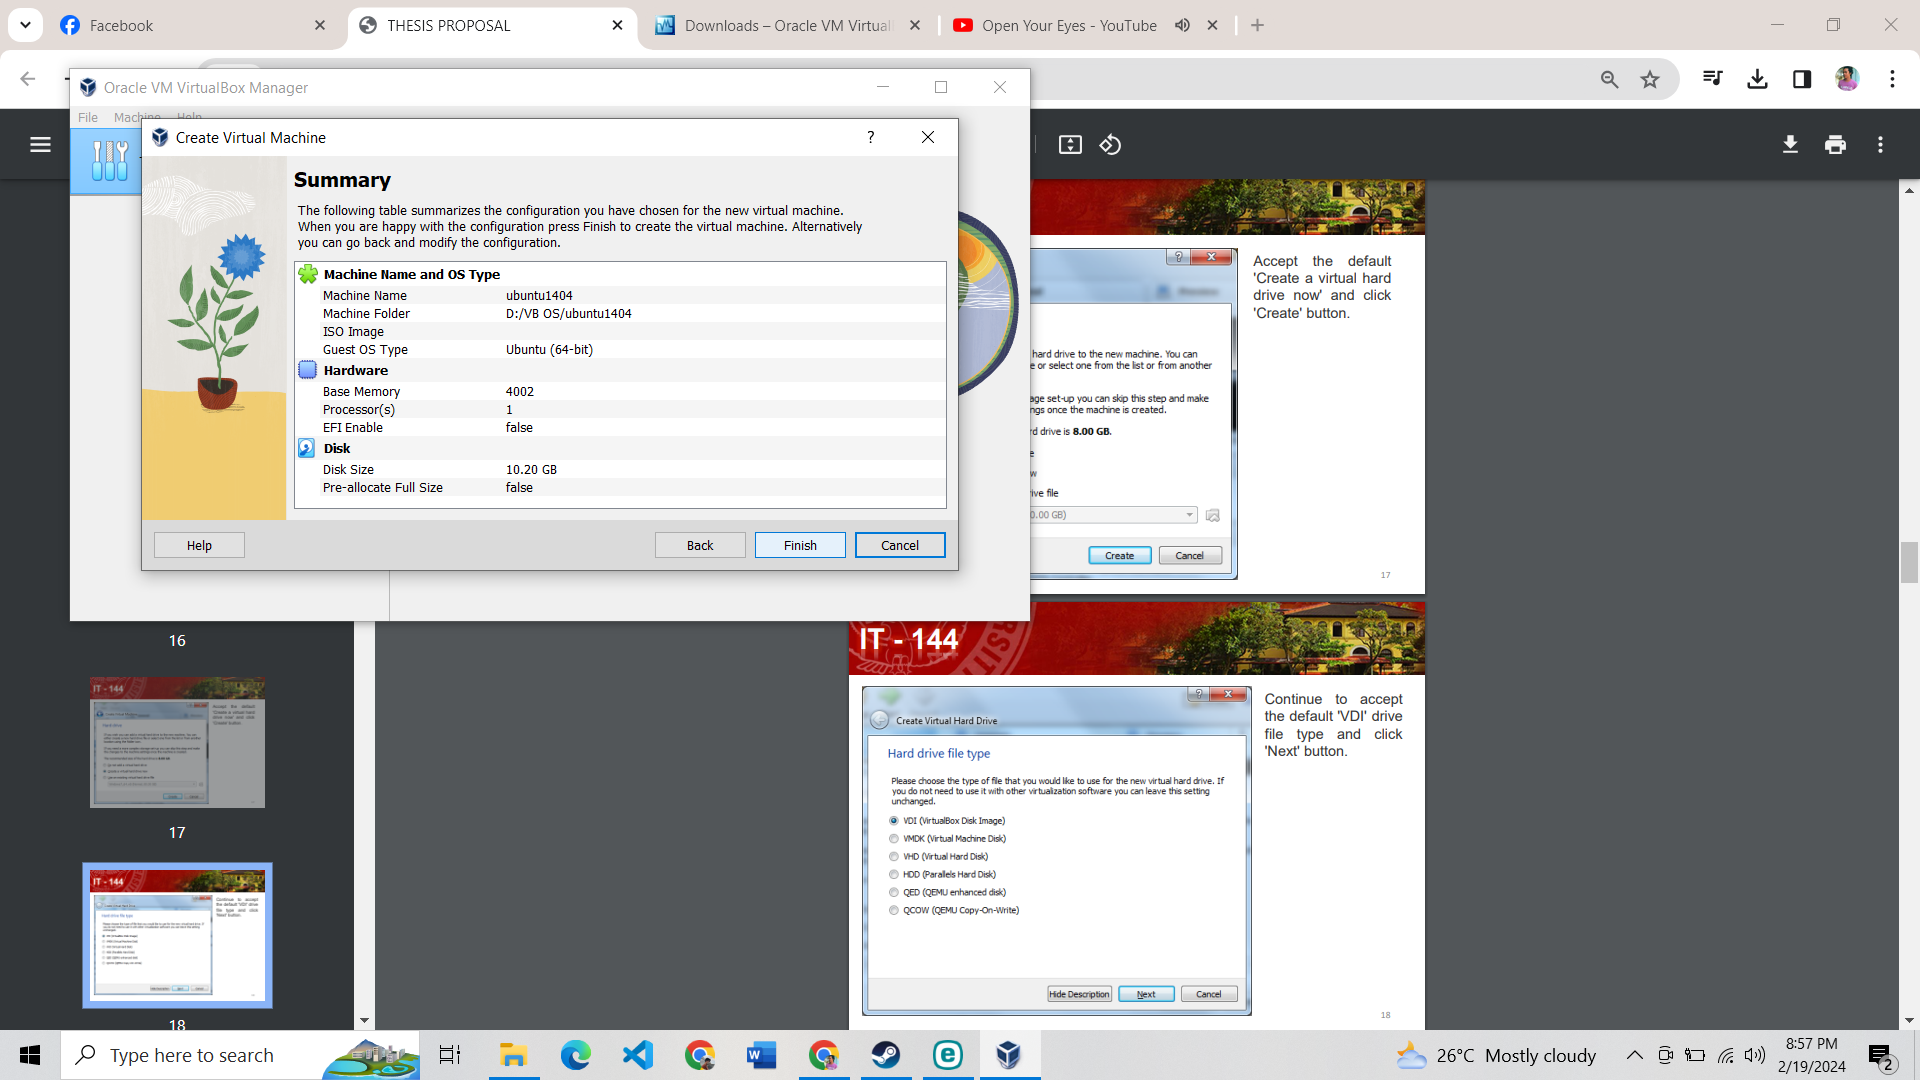 Facebook
THESIS PROPOSAL
Downloads – Oracle VM Virtual
Open Your Eyes - YouTube
Oracle VM VirtualBox Manager
File Machine Help
Create Virtual Machine
?
Summary
The following table summarizes the configuration you have chosen for the new virtual machine.
When you are happy with the configuration press Finish to create the virtual machine. Alternatively
you can go back and modify the configuration.
Machine Name and OS Type
Machine Name ubuntu1404
Machine Folder D:/VB OS/ubuntu1404
ISO Image
Guest OS Type Ubuntu (64-bit)
Hardware
Base Memory 4002
Processor(s) 1
EFI Enable false
Disk
Disk Size 10.20 GB
Pre-allocate Full Size false
Help Back Finish Cancel
Accept the default
'Create a virtual hard
drive now' and click
'Create' button.
hard drive to the new machine. You can
e or select one from the list or from another
age set-up you can skip this step and make
ngs once the machine is created.
rd drive is 8.00 GB.
e
w
ive file
0.00 GB)
Create Cancel
17
IT - 144
Create Virtual Hard Drive
Hard drive file type
Please choose the type of file that you would like to use for the new virtual hard drive. If
you do not need to use it with other virtualization software you can leave this setting
unchanged.
VDI (VirtualBox Disk Image)
VMDK (Virtual Machine Disk)
VHD (Virtual Hard Disk)
HDD (Parallels Hard Disk)
QED (QEMU enhanced disk)
QCOW (QEMU Copy-On-Write)
Hide Description Next Cancel
Continue to accept
the default 'VDI' drive
file type and click
'Next' button.
18
16
IT - 144
17
IT - 144
18
Type here to search
26°C Mostly cloudy
8:57 PM
2/19/2024
2